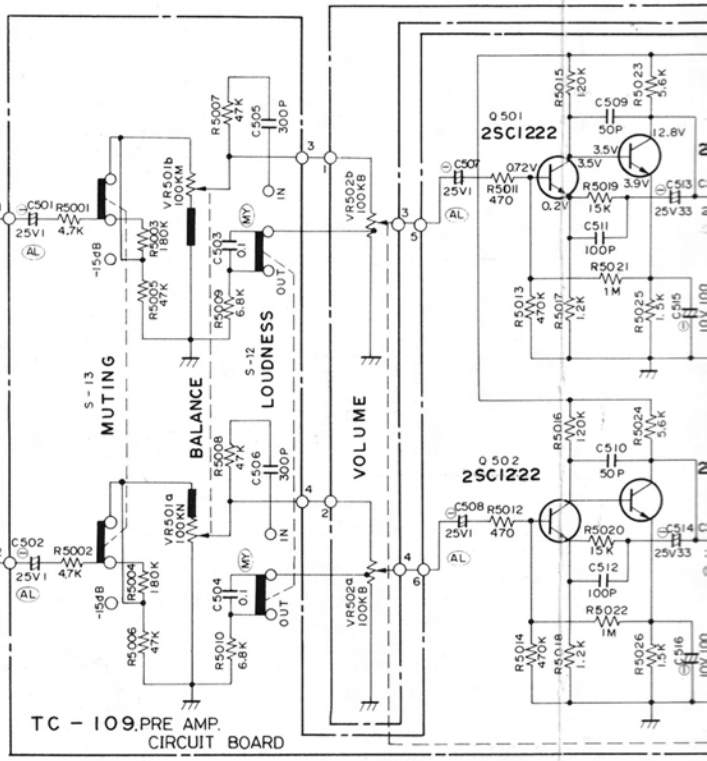 R5007 47K
C505 300P
R5015 120K
R5023 5.6K
C509
50P
Q501
2SC1222
12.8V
3.5V
3.5V
3.9V
0.72V
0.2V
3
1
C507
25V1
AL
R5011
470
R5019
15K
C513
25V33
C511
100P
R5021
1M
R5013 470K
R5017 1.2K
R5025 1.5K
C515
10V 100
C501
25V1
AL
R5001
4.7K
-15dB
R5003 180K
R5005 47K
VR501b 100KM
IN
MY
C503 0.1
OUT
R5009 6.8K
VR502b 100KB
3
5
S-13 MUTING
BALANCE
S-12 LOUDNESS
VOLUME
R5008 47K
C506 300P
R5016 120K
R5024 5.6K
C510
50P
Q502
2SC1222
4
2
C508
25V1
AL
R5012
470
R5020
15K
C514
25V33
C512
100P
R5022
1M
R5014 470K
R5018 1.2K
R5026 1.5K
C516
10V 100
C502
25V1
AL
R5002
4.7K
-15dB
R5004 180K
R5006 47K
VR501a 100KN
IN
MY
C504 0.1
OUT
R5010 6.8K
VR502a 100KB
4
6
TC-109, PRE AMP.
CIRCUIT BOARD